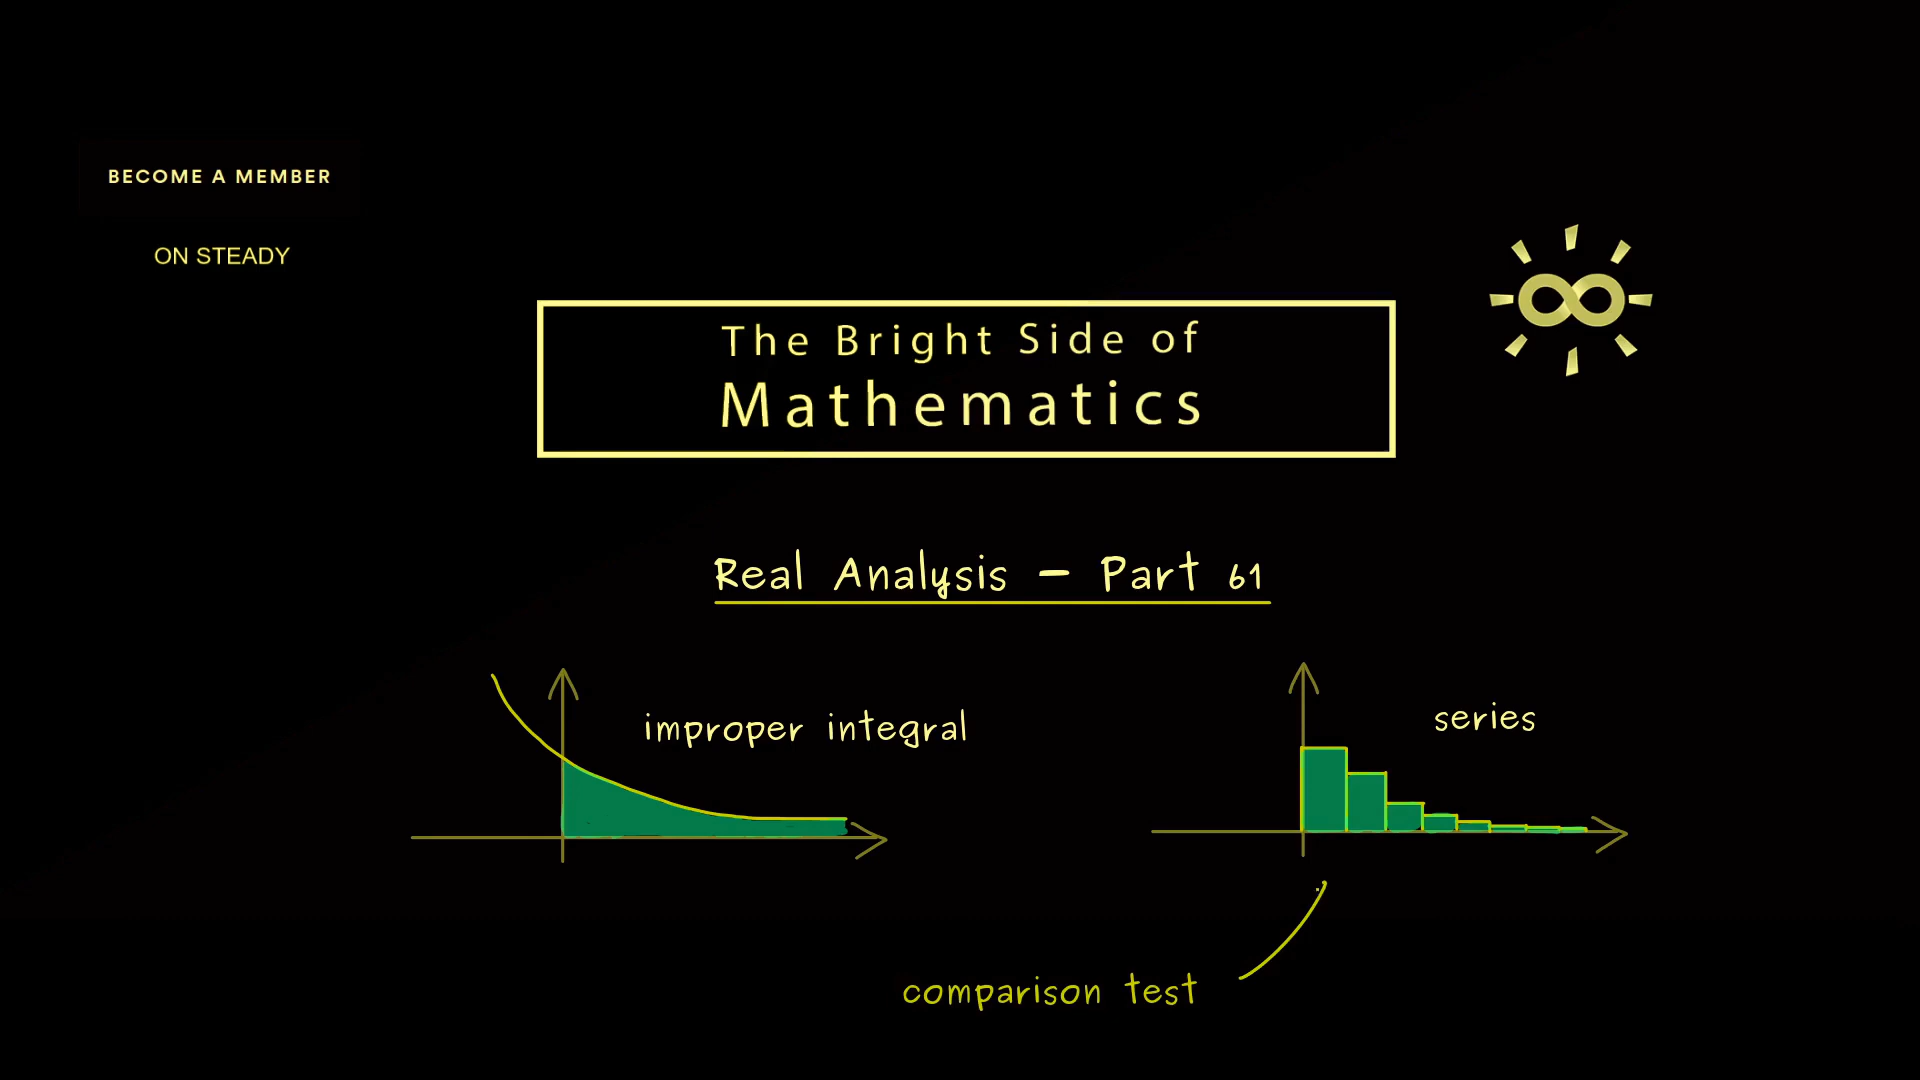 BECOME A MEMBER
ON STEADY
The Bright Side of
Mathematics
Real Analysis – Part 61
improper integral
series
comparison test